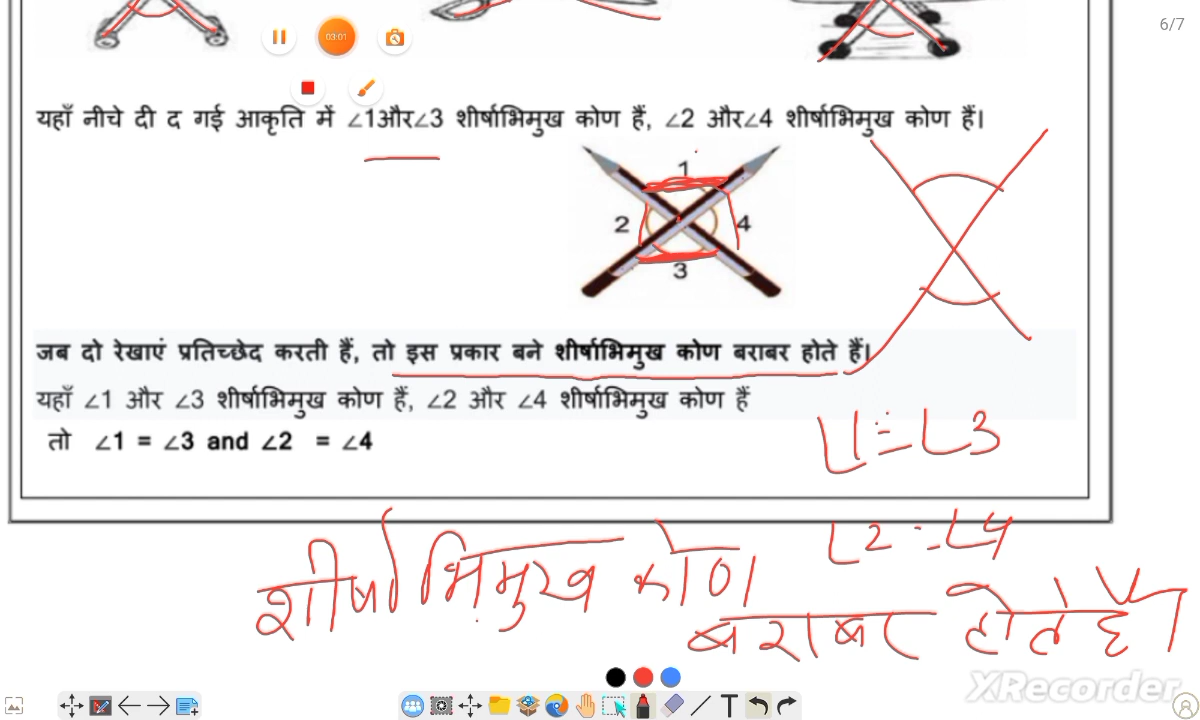 6/7
03:01
यहाँ नीचे दी द गई आकृति में ∠1और∠3 शीर्षाभिमुख कोण हैं, ∠2 और∠4 शीर्षाभिमुख कोण हैं।
1
2 4
3
जब दो रेखाएं प्रतिच्छेद करती हैं, तो इस प्रकार बने शीर्षाभिमुख कोण बराबर होते हैं।
यहाँ ∠1 और ∠3 शीर्षाभिमुख कोण हैं, ∠2 और ∠4 शीर्षाभिमुख कोण हैं
तो ∠1 = ∠3 and ∠2 = ∠4
∠1 = ∠3
∠2 = ∠4
शीर्षाभिमुख कोण
बराबर होते हैं।
T
XRecorder